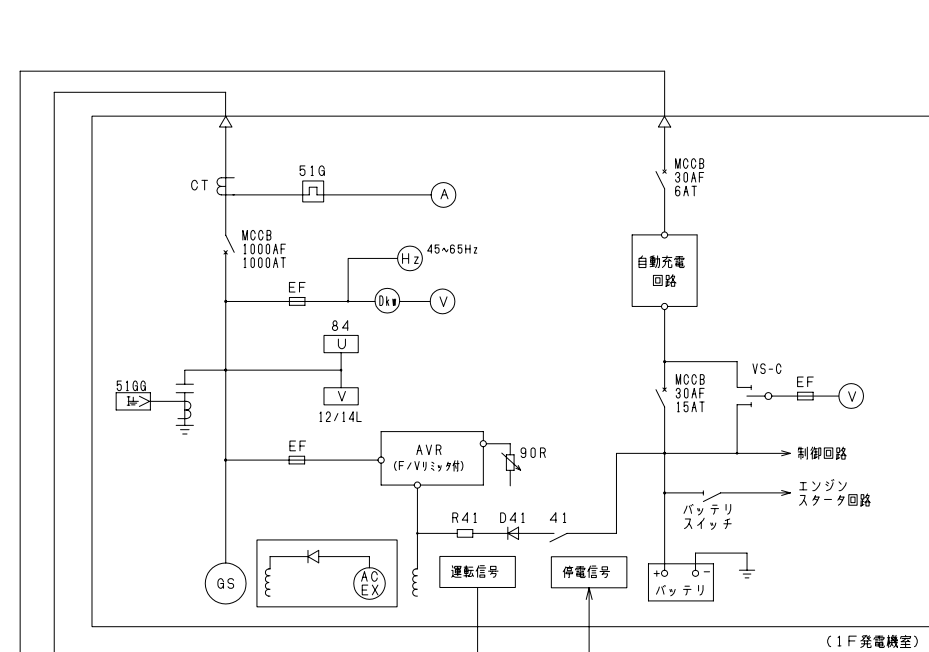 CT
51G
A
MCCB
30AF
6AT
MCCB
1000AF
1000AT
Hz
45~65Hz
自動充電
回路
EF
Dkw
V
84
U
51GG
V
12/14L
MCCB
30AF
15AT
VS-C
EF
V
EF
AVR
(F/Vリミッタ付)
90R
制御回路
エンジン
スタータ回路
バッテリ
スイッチ
R41
D41
41
GS
AC
EX
運転信号
停電信号
+
-
バッテリ
(1F発電機室)